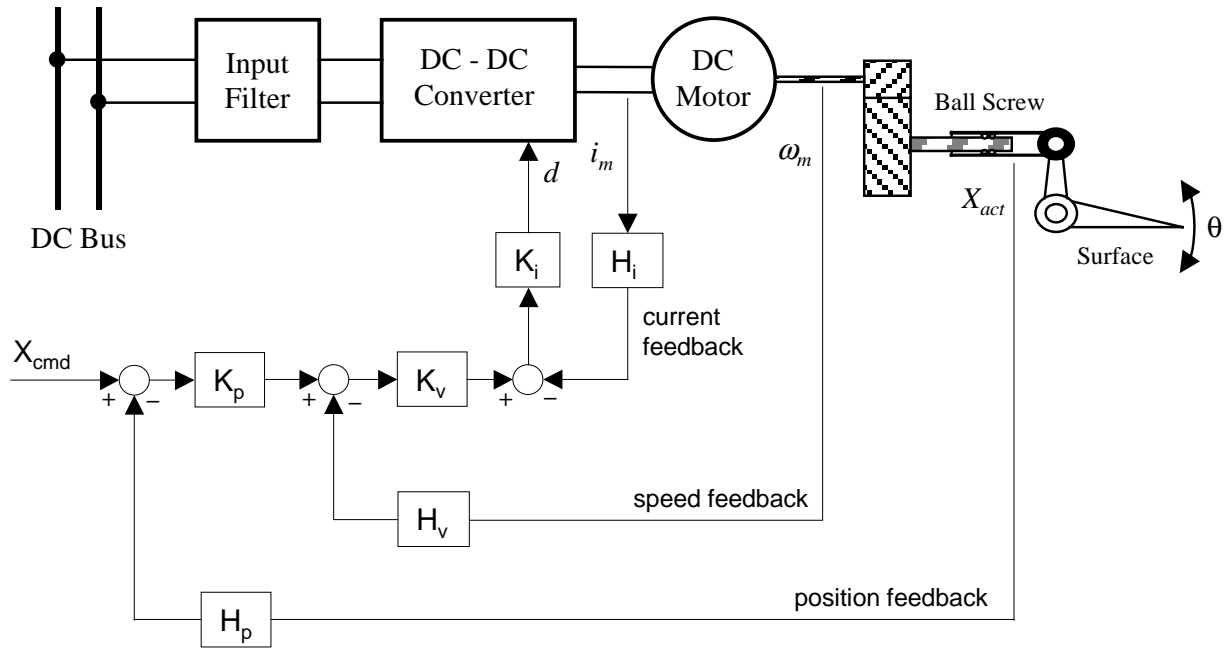 Input
Filter
DC - DC
Converter
DC
Motor
Ball Screw
d
i_m
ω_m
X_act
DC Bus
θ
Surface
K_i
H_i
current
feedback
X_cmd
K_p
K_v
+
−
+
−
+
−
speed feedback
H_v
position feedback
H_p